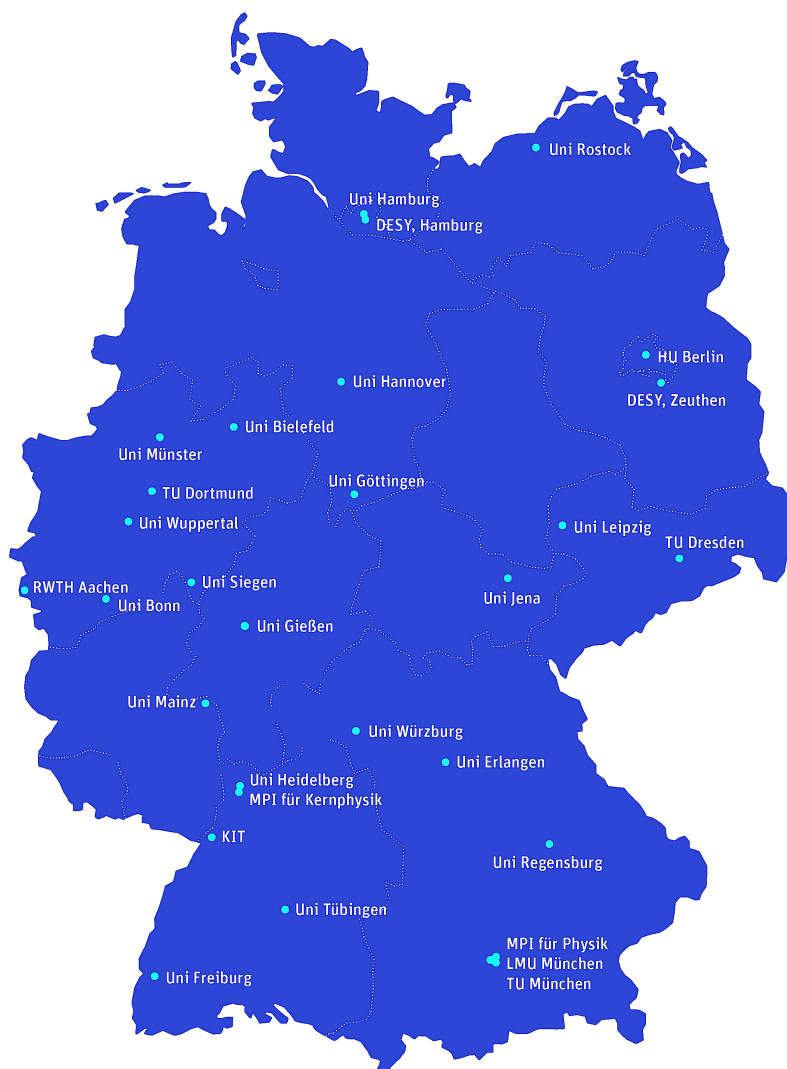 Uni Rostock
Uni Hamburg
DESY, Hamburg
HU Berlin
Uni Hannover
DESY, Zeuthen
Uni Bielefeld
Uni Münster
Uni Göttingen
TU Dortmund
Uni Wuppertal
Uni Leipzig
TU Dresden
Uni Siegen
RWTH Aachen
Uni Jena
Uni Bonn
Uni Gießen
Uni Mainz
Uni Würzburg
Uni Erlangen
Uni Heidelberg
MPI für Kernphysik
KIT
Uni Regensburg
Uni Tübingen
MPI für Physik
LMU München
Uni Freiburg
TU München